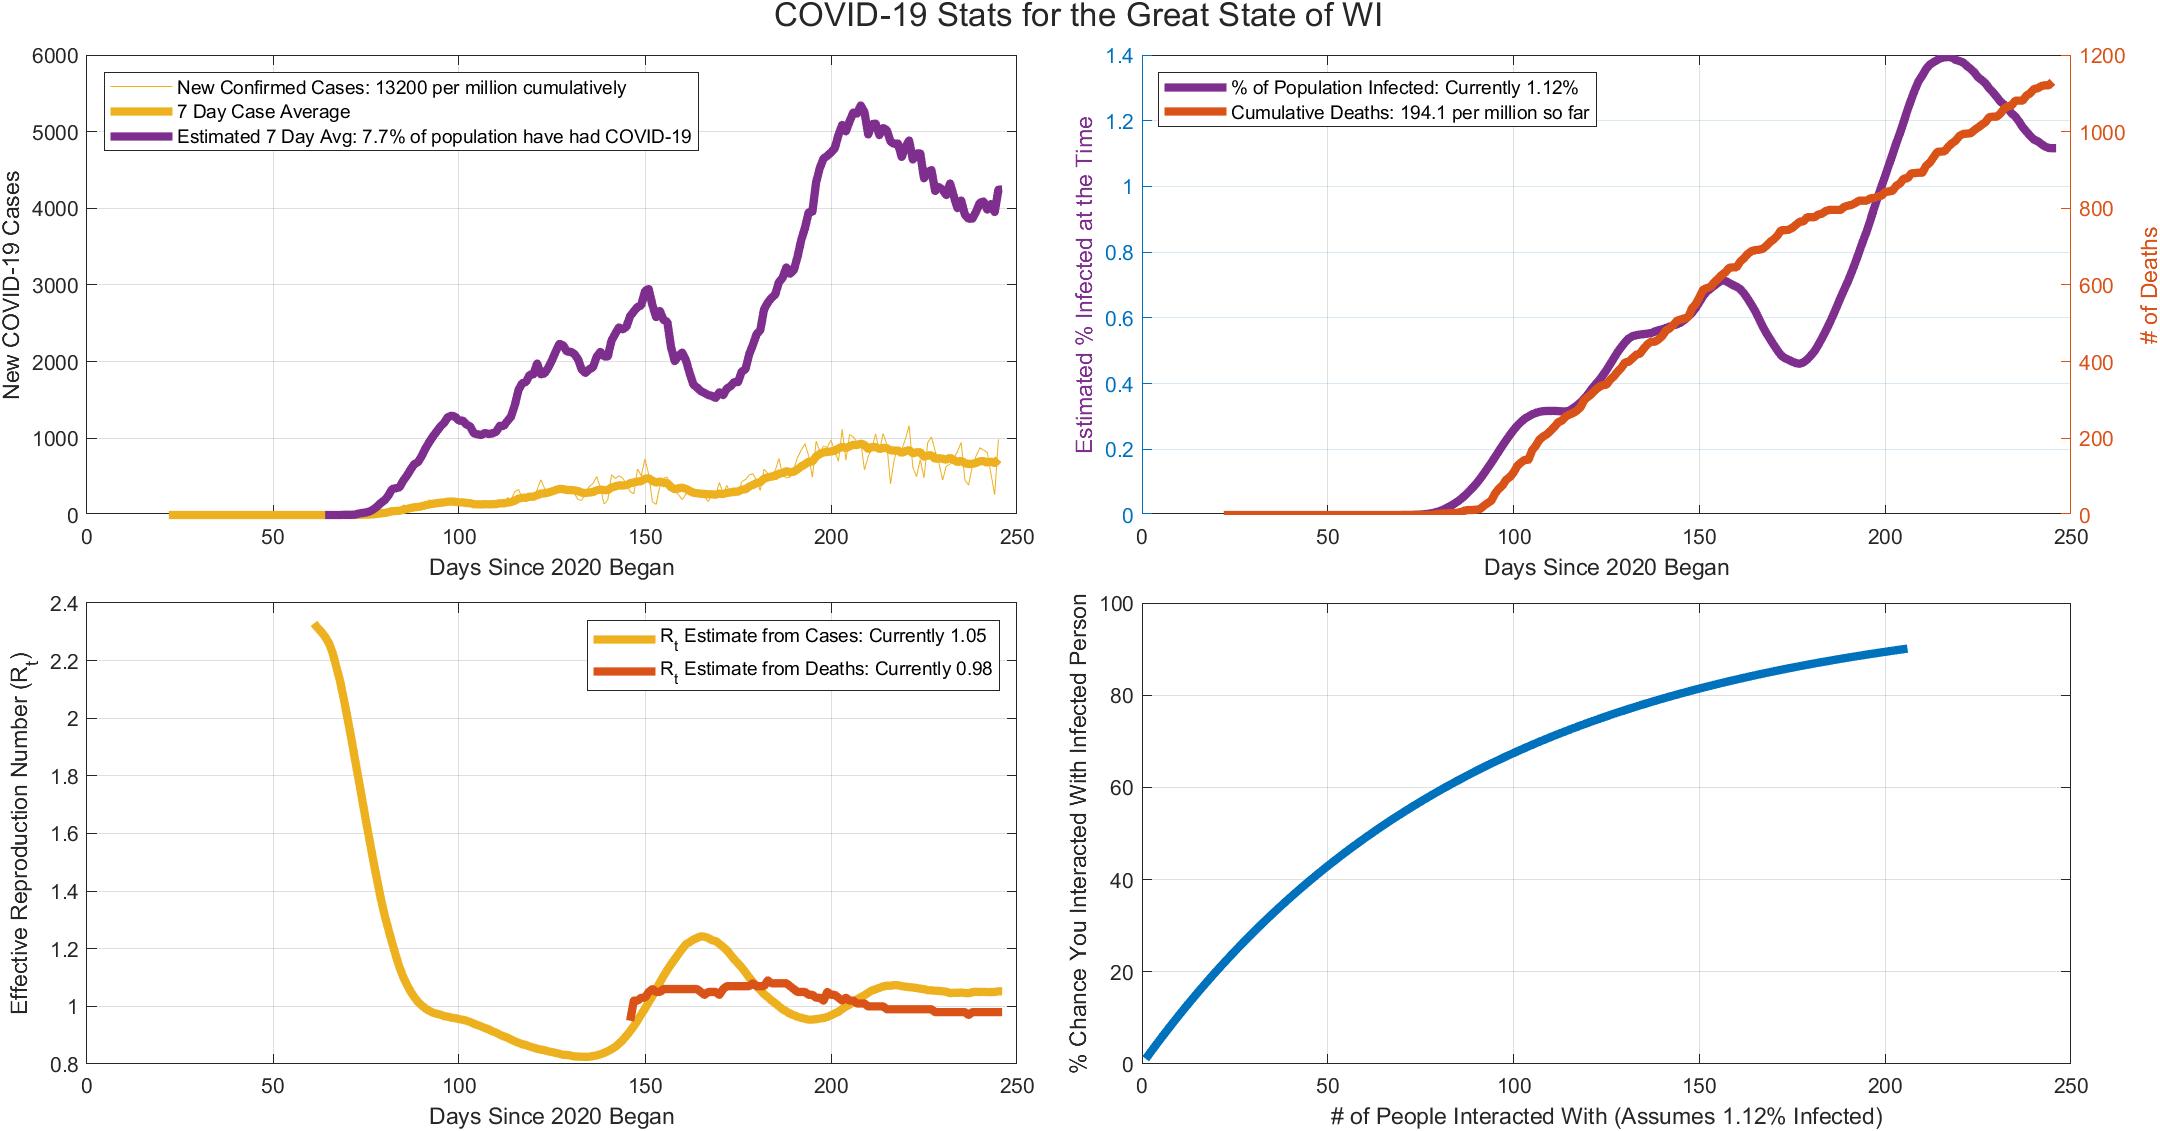 COVID-19 Stats for the Great State of WI
New COVID-19 Cases
6000
5000
4000
3000
2000
1000
0
New Confirmed Cases: 13200 per million cumulatively
7 Day Case Average
Estimated 7 Day Avg: 7.7% of population have had COVID-19
0 50 100 150 200 250
Days Since 2020 Began
Estimated % Infected at the Time
1.4
1.2
1
0.8
0.6
0.4
0.2
0
% of Population Infected: Currently 1.12%
Cumulative Deaths: 194.1 per million so far
1200
1000
800
600
400
200
0
# of Deaths
0 50 100 150 200 250
Days Since 2020 Began
Effective Reproduction Number (Rt)
2.4
2.2
2
1.8
1.6
1.4
1.2
1
0.8
Rt Estimate from Cases: Currently 1.05
Rt Estimate from Deaths: Currently 0.98
0 50 100 150 200 250
Days Since 2020 Began
% Chance You Interacted With Infected Person
100
80
60
40
20
0
0 50 100 150 200 250
# of People Interacted With (Assumes 1.12% Infected)